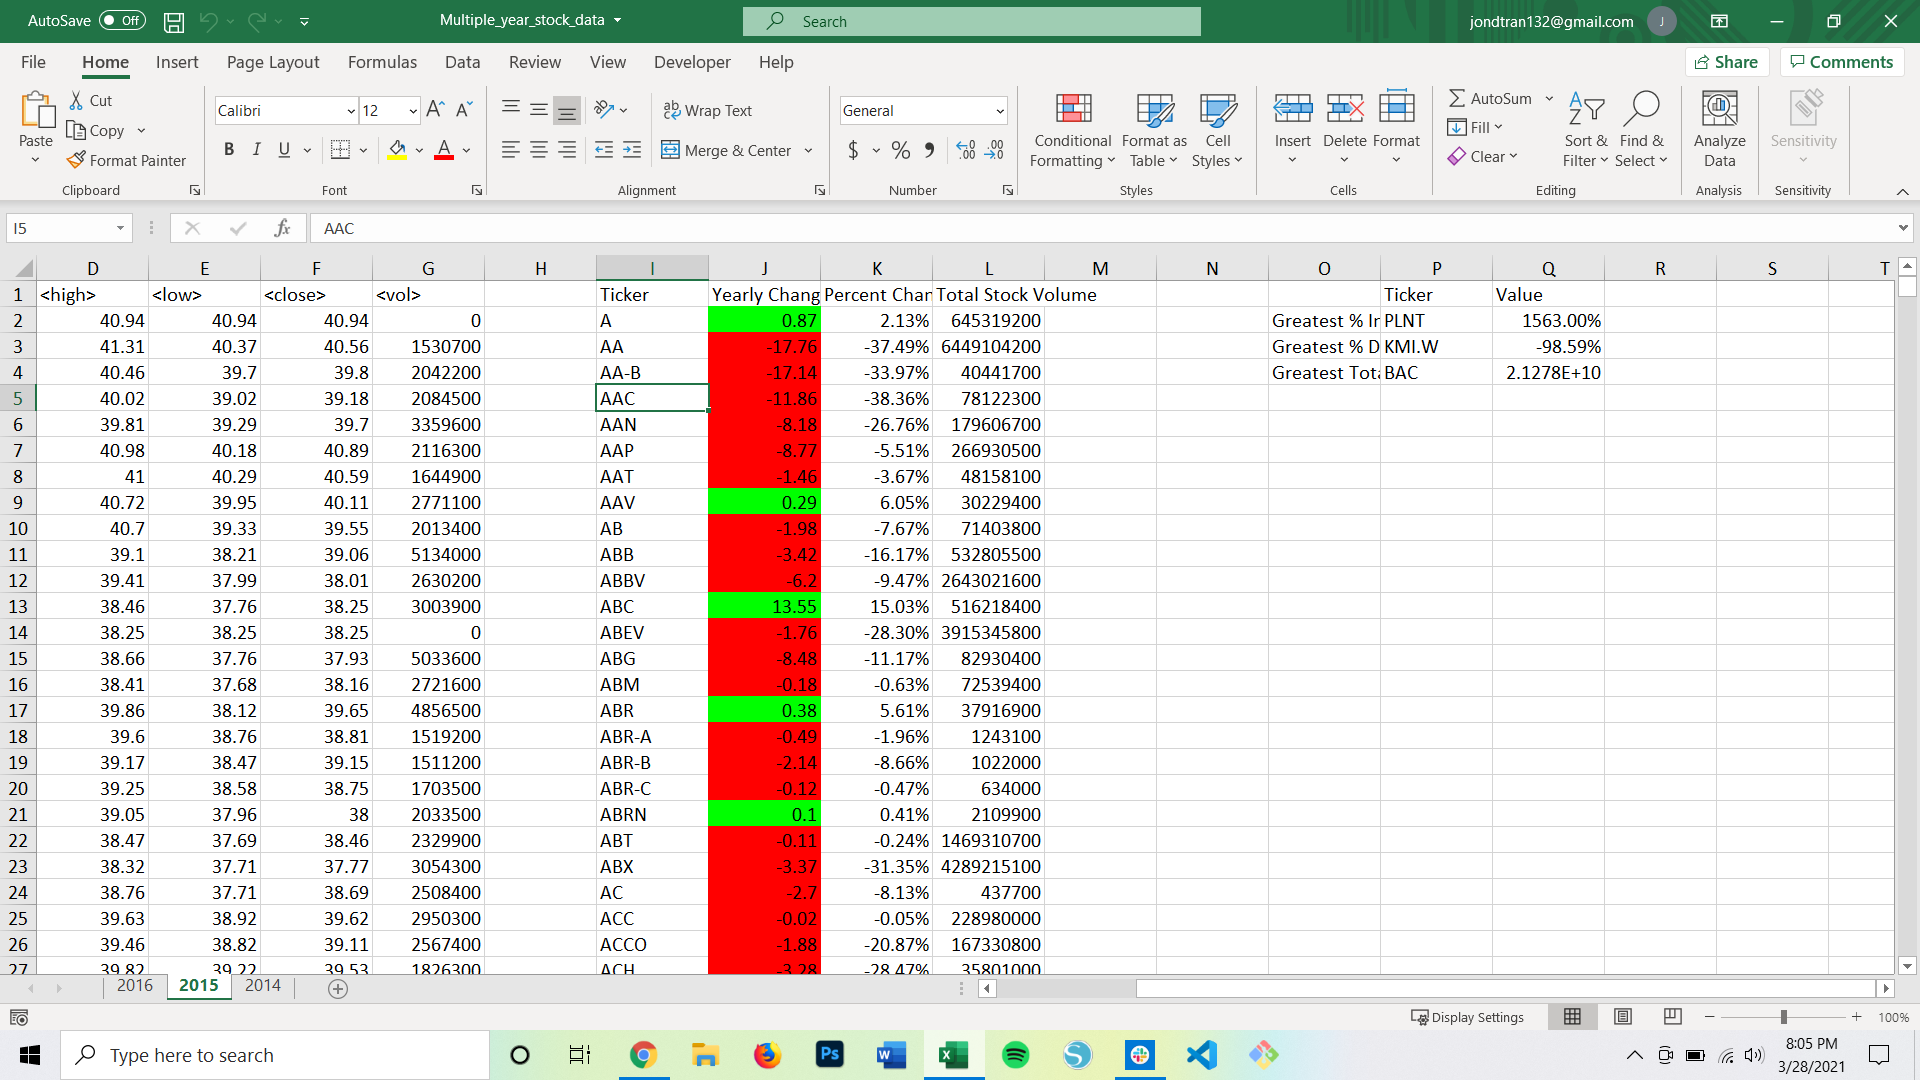 AutoSave Off Multiple_year_stock_data Search jondtran132@gmail.com J
File Home Insert Page Layout Formulas Data Review View Developer Help Share Comments
Paste Cut Copy Format Painter Clipboard
Calibri 12 B I U A Font
Wrap Text Merge & Center Alignment
General $ % Number
Conditional Formatting Format as Table Cell Styles Styles
Insert Delete Format Cells
AutoSum Fill Clear Sort & Filter Find & Select Editing
Analyze Data Analysis
Sensitivity Sensitivity
I5 fx AAC
D E F G H I J K L M N O P Q R S T
1 <high> <low> <close> <vol> Ticker Yearly Chang Percent Chan Total Stock Volume Ticker Value
2 40.94 40.94 40.94 0 A 0.87 2.13% 645319200 Greatest % In PLNT 1563.00%
3 41.31 40.37 40.56 1530700 AA -17.76 -37.49% 6449104200 Greatest % D KMI.W -98.59%
4 40.46 39.7 39.8 2042200 AA-B -17.14 -33.97% 40441700 Greatest Tota BAC 2.1278E+10
5 40.02 39.02 39.18 2084500 AAC -11.86 -38.36% 78122300
6 39.81 39.29 39.7 3359600 AAN -8.18 -26.76% 179606700
7 40.98 40.18 40.89 2116300 AAP -8.77 -5.51% 266930500
8 41 40.29 40.59 1644900 AAT -1.46 -3.67% 48158100
9 40.72 39.95 40.11 2771100 AAV 0.29 6.05% 30229400
10 40.7 39.33 39.55 2013400 AB -1.98 -7.67% 71403800
11 39.1 38.21 39.06 5134000 ABB -3.42 -16.17% 532805500
12 39.41 37.99 38.01 2630200 ABBV -6.2 -9.47% 2643021600
13 38.46 37.76 38.25 3003900 ABC 13.55 15.03% 516218400
14 38.25 38.25 38.25 0 ABEV -1.76 -28.30% 3915345800
15 38.66 37.76 37.93 5033600 ABG -8.48 -11.17% 82930400
16 38.41 37.68 38.16 2721600 ABM -0.18 -0.63% 72539400
17 39.86 38.12 39.65 4856500 ABR 0.38 5.61% 37916900
18 39.6 38.76 38.81 1519200 ABR-A -0.49 -1.96% 1243100
19 39.17 38.47 39.15 1511200 ABR-B -2.14 -8.66% 1022000
20 39.25 38.58 38.75 1703500 ABR-C -0.12 -0.47% 634000
21 39.05 37.96 38 2033500 ABRN 0.1 0.41% 2109900
22 38.47 37.69 38.46 2329900 ABT -0.11 -0.24% 1469310700
23 38.32 37.71 37.77 3054300 ABX -3.37 -31.35% 4289215100
24 38.76 37.71 38.69 2508400 AC -2.7 -8.13% 437700
25 39.63 38.92 39.62 2950300 ACC -0.02 -0.05% 228980000
26 39.46 38.82 39.11 2567400 ACCO -1.88 -20.87% 167330800
27 39.82 39.22 39.53 1826300 ACH -3.28 -28.47% 35801000
2016 2015 2014
Display Settings 100%
Type here to search Ps 8:05 PM
3/28/2021